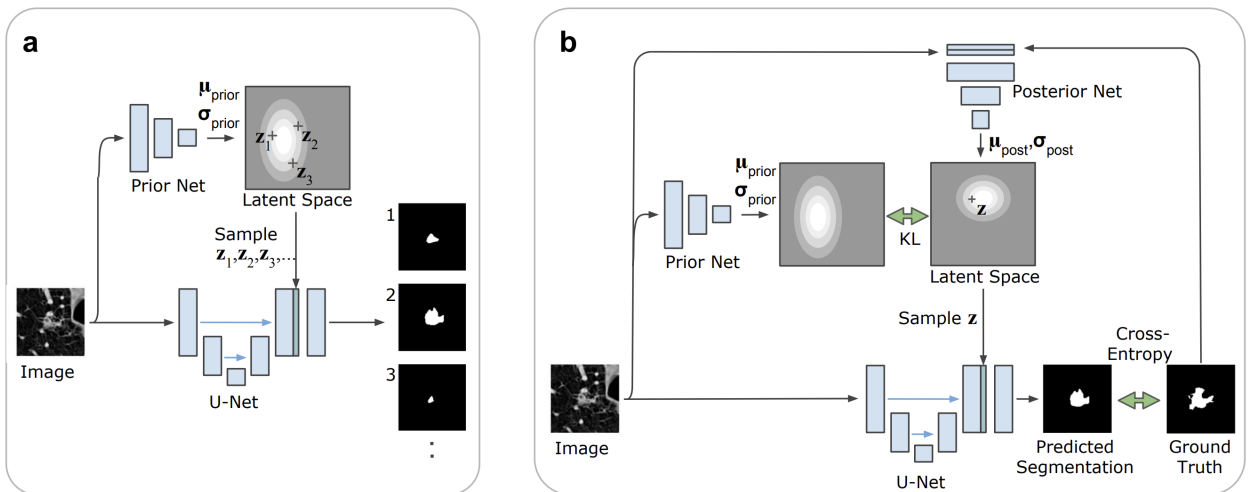 a
μprior
σprior
z1
z2
z3
Prior Net
Latent Space
Sample
z1,z2,z3,...
1
2
3
Image
U-Net
:
b
Posterior Net
μpost,σpost
μprior
σprior
z
KL
Prior Net
Latent Space
Sample z
Cross-
Entropy
Image
U-Net
Predicted
Segmentation
Ground
Truth